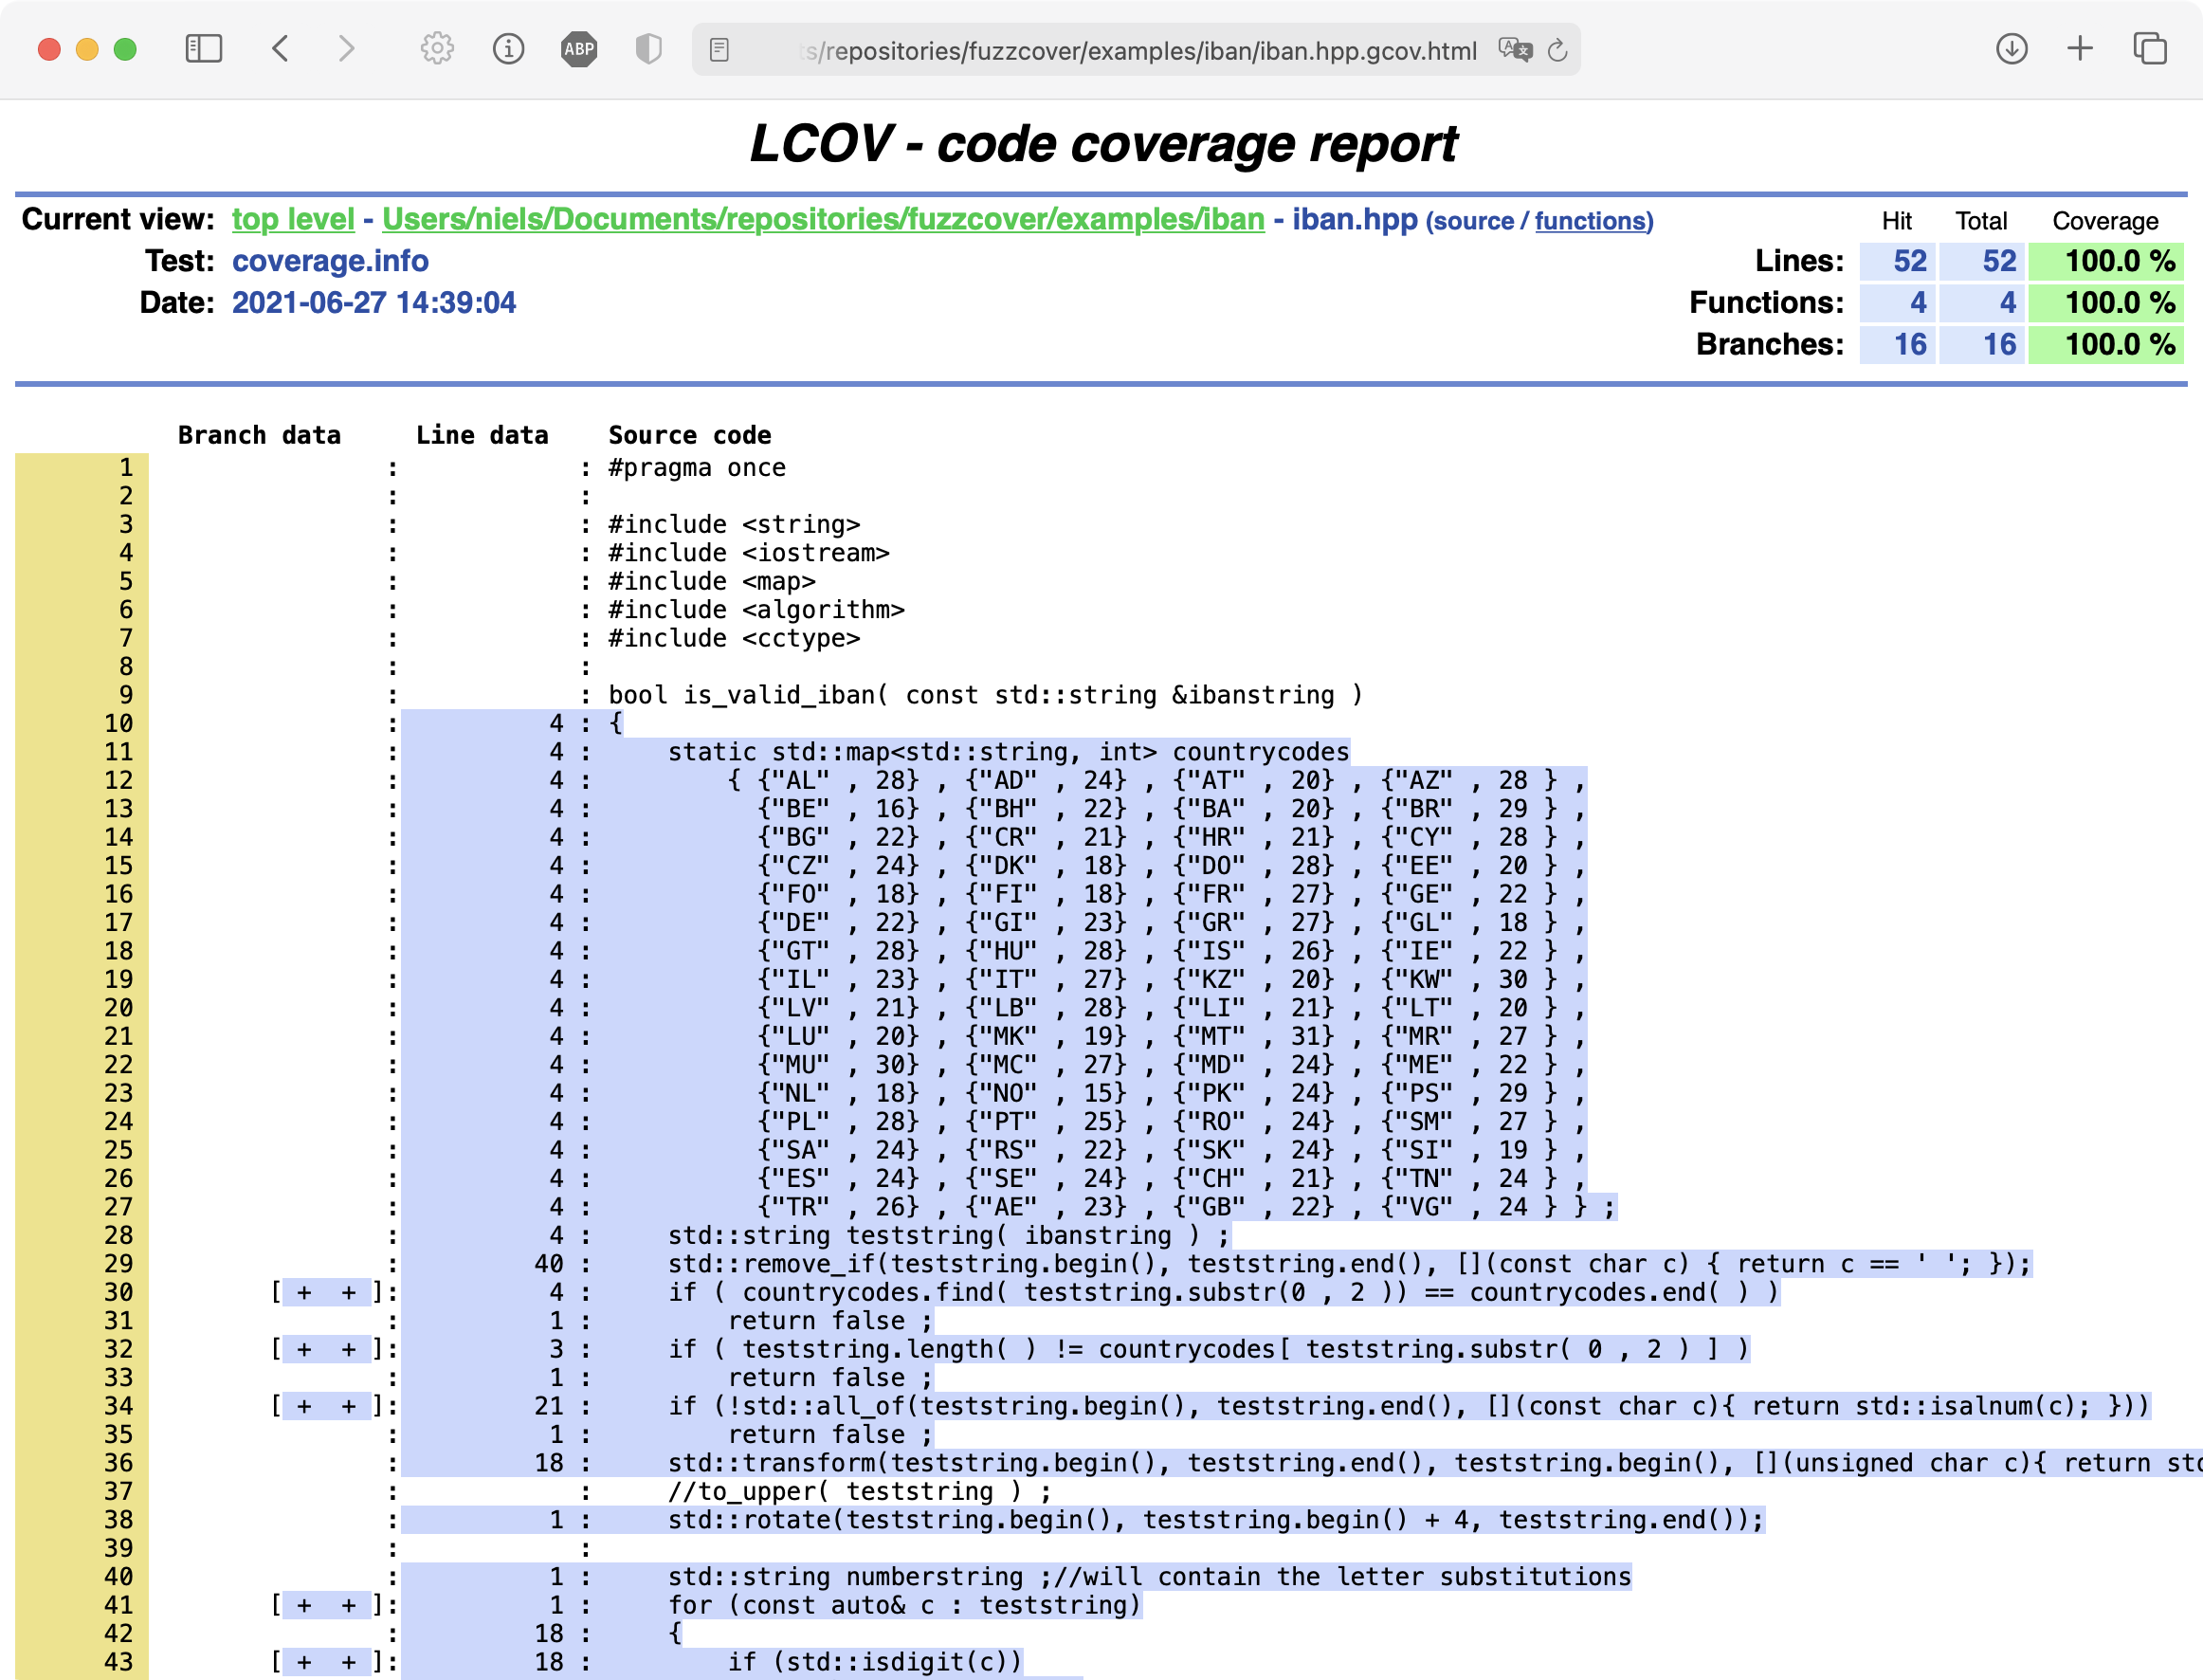 ABP
ts/repositories/fuzzcover/examples/iban/iban.hpp.gcov.html
LCOV - code coverage report
Current view: top level - Users/niels/Documents/repositories/fuzzcover/examples/iban - iban.hpp (source / functions)
Hit Total Coverage
Test: coverage.info
Lines: 52 52 100.0 %
Date: 2021-06-27 14:39:04
Functions: 4 4 100.0 %
Branches: 16 16 100.0 %
Branch data Line data Source code
1 : : #pragma once
2 : :
3 : : #include <string>
4 : : #include <iostream>
5 : : #include <map>
6 : : #include <algorithm>
7 : : #include <cctype>
8 : :
9 : : bool is_valid_iban( const std::string &ibanstring )
10 : 4 : {
11 : 4 : static std::map<std::string, int> countrycodes
12 : 4 : { {"AL" , 28} , {"AD" , 24} , {"AT" , 20} , {"AZ" , 28 } ,
13 : 4 : {"BE" , 16} , {"BH" , 22} , {"BA" , 20} , {"BR" , 29 } ,
14 : 4 : {"BG" , 22} , {"CR" , 21} , {"HR" , 21} , {"CY" , 28 } ,
15 : 4 : {"CZ" , 24} , {"DK" , 18} , {"DO" , 28} , {"EE" , 20 } ,
16 : 4 : {"FO" , 18} , {"FI" , 18} , {"FR" , 27} , {"GE" , 22 } ,
17 : 4 : {"DE" , 22} , {"GI" , 23} , {"GR" , 27} , {"GL" , 18 } ,
18 : 4 : {"GT" , 28} , {"HU" , 28} , {"IS" , 26} , {"IE" , 22 } ,
19 : 4 : {"IL" , 23} , {"IT" , 27} , {"KZ" , 20} , {"KW" , 30 } ,
20 : 4 : {"LV" , 21} , {"LB" , 28} , {"LI" , 21} , {"LT" , 20 } ,
21 : 4 : {"LU" , 20} , {"MK" , 19} , {"MT" , 31} , {"MR" , 27 } ,
22 : 4 : {"MU" , 30} , {"MC" , 27} , {"MD" , 24} , {"ME" , 22 } ,
23 : 4 : {"NL" , 18} , {"NO" , 15} , {"PK" , 24} , {"PS" , 29 } ,
24 : 4 : {"PL" , 28} , {"PT" , 25} , {"RO" , 24} , {"SM" , 27 } ,
25 : 4 : {"SA" , 24} , {"RS" , 22} , {"SK" , 24} , {"SI" , 19 } ,
26 : 4 : {"ES" , 24} , {"SE" , 24} , {"CH" , 21} , {"TN" , 24 } ,
27 : 4 : {"TR" , 26} , {"AE" , 23} , {"GB" , 22} , {"VG" , 24 } } ;
28 : 4 : std::string teststring( ibanstring ) ;
29 : 40 : std::remove_if(teststring.begin(), teststring.end(), [](const char c) { return c == ' '; });
30 [ + + ]: 4 : if ( countrycodes.find( teststring.substr(0 , 2 )) == countrycodes.end( ) )
31 : 1 : return false ;
32 [ + + ]: 3 : if ( teststring.length( ) != countrycodes[ teststring.substr( 0 , 2 ) ] )
33 : 1 : return false ;
34 [ + + ]: 21 : if (!std::all_of(teststring.begin(), teststring.end(), [](const char c){ return std::isalnum(c); }))
35 : 1 : return false ;
36 : 18 : std::transform(teststring.begin(), teststring.end(), teststring.begin(), [](unsigned char c){ return std
37 : : //to_upper( teststring ) ;
38 : 1 : std::rotate(teststring.begin(), teststring.begin() + 4, teststring.end());
39 : :
40 : 1 : std::string numberstring ;//will contain the letter substitutions
41 [ + + ]: 1 : for (const auto& c : teststring)
42 : 18 : {
43 [ + + ]: 18 : if (std::isdigit(c))